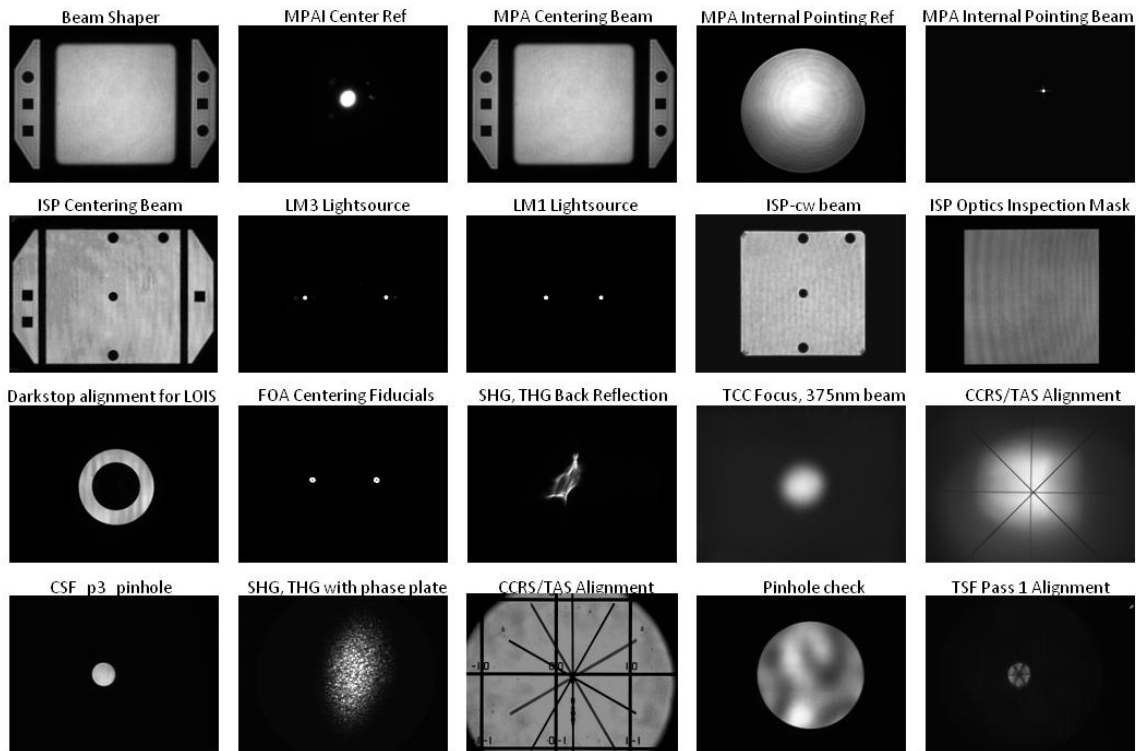 Beam Shaper
MPAI Center Ref
MPA Centering Beam
MPA Internal Pointing Ref
MPA Internal Pointing Beam
ISP Centering Beam
LM3 Lightsource
LM1 Lightsource
ISP-cw beam
ISP Optics Inspection Mask
Darkstop alignment for LOIS
FOA Centering Fiducials
SHG, THG Back Reflection
TCC Focus, 375nm beam
CCRS/TAS Alignment
CSF_p3_pinhole
SHG, THG with phase plate
CCRS/TAS Alignment
Pinhole check
TSF Pass 1 Alignment